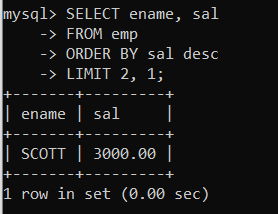 mysql> SELECT ename, sal
    -> FROM emp
    -> ORDER BY sal desc
    -> LIMIT 2, 1;
+-------+---------+
| ename | sal     |
+-------+---------+
| SCOTT | 3000.00 |
+-------+---------+
1 row in set (0.00 sec)